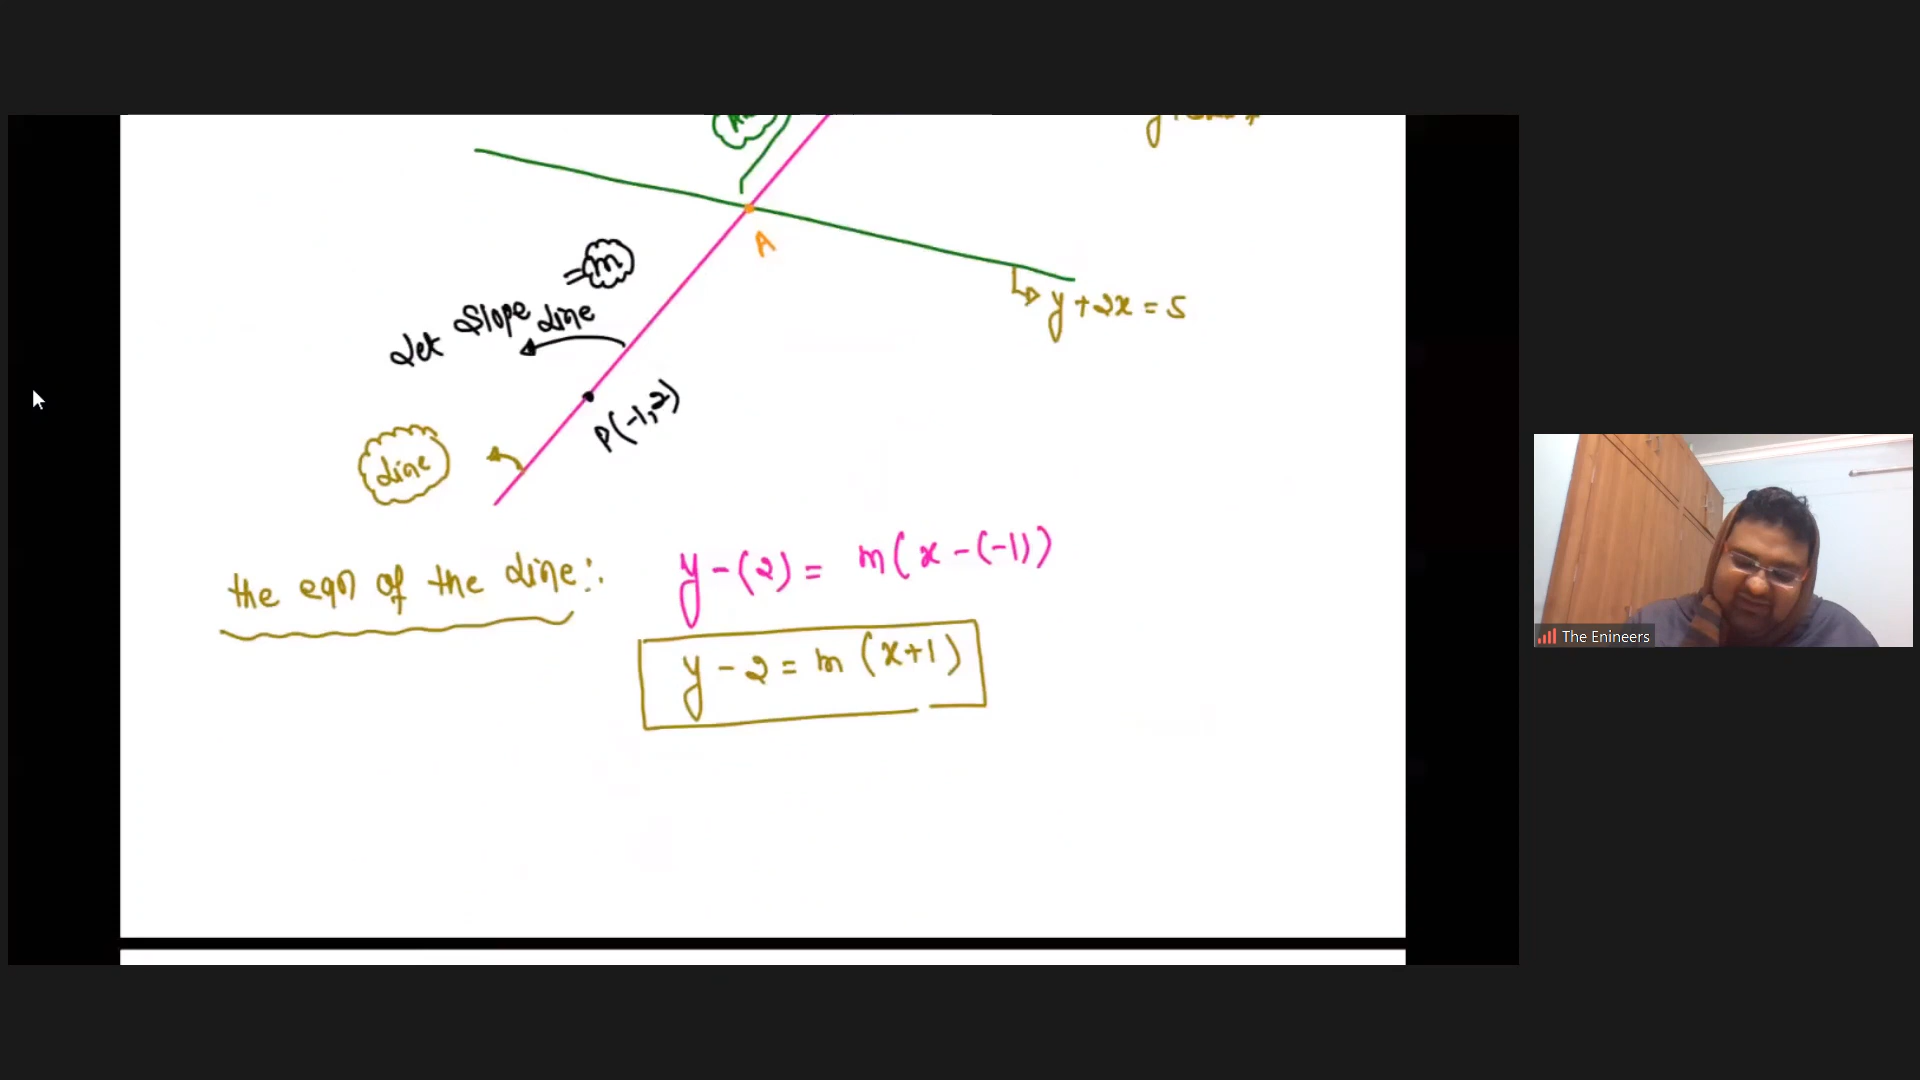 A
= m
Let Slope Line
y + 2x = 5
P(-1,2)
Line
the eqn of the Line :.
y - (2) = m(x - (-1))
y - 2 = m (x+1)
The Enineers